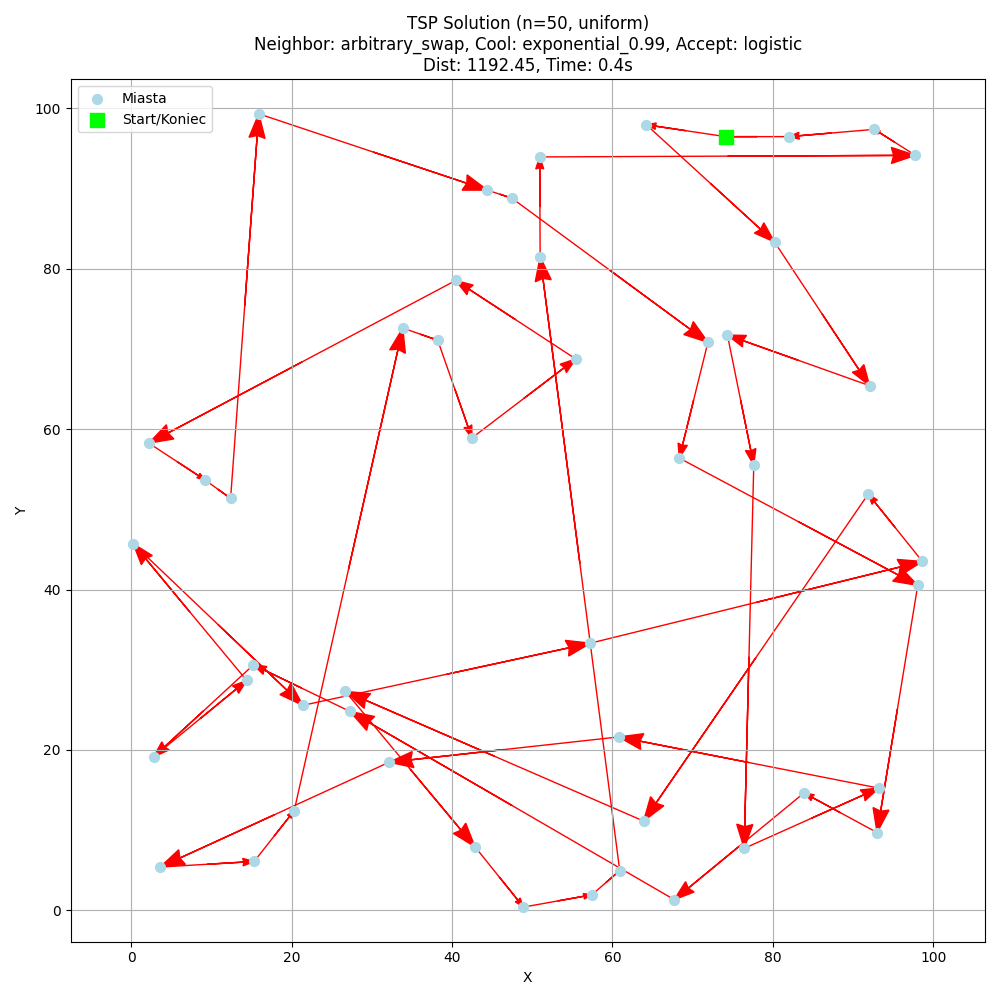 TSP Solution (n=50, uniform)
Neighbor: arbitrary_swap, Cool: exponential_0.99, Accept: logistic
Dist: 1192.45, Time: 0.4s
Miasta
Start/Koniec
100
80
60
40
20
0
Y
0 20 40 60 80 100
X